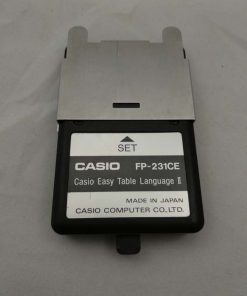 SET
CASIO FP-231CE
Casio Easy Table Language II
MADE IN JAPAN
CASIO COMPUTER CO., LTD.